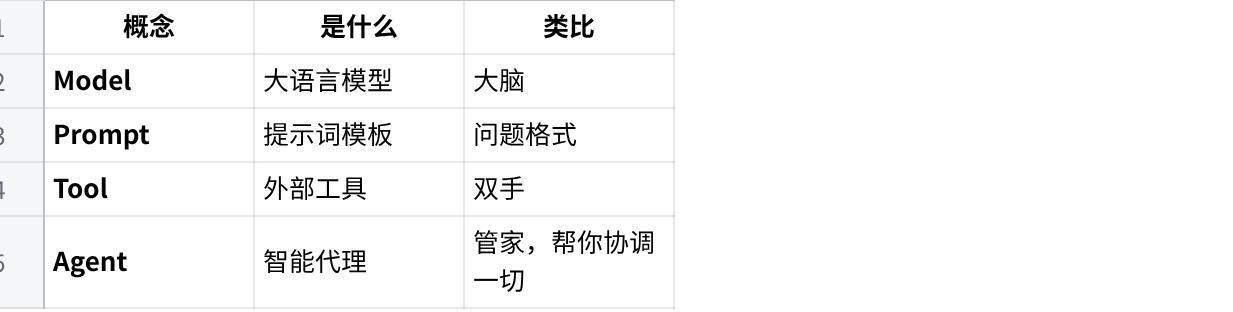 概念 是什么 类比
2 Model 大语言模型 大脑
3 Prompt 提示词模板 问题格式
4 Tool 外部工具 双手
5 Agent 智能代理 管家，帮你协调
一切